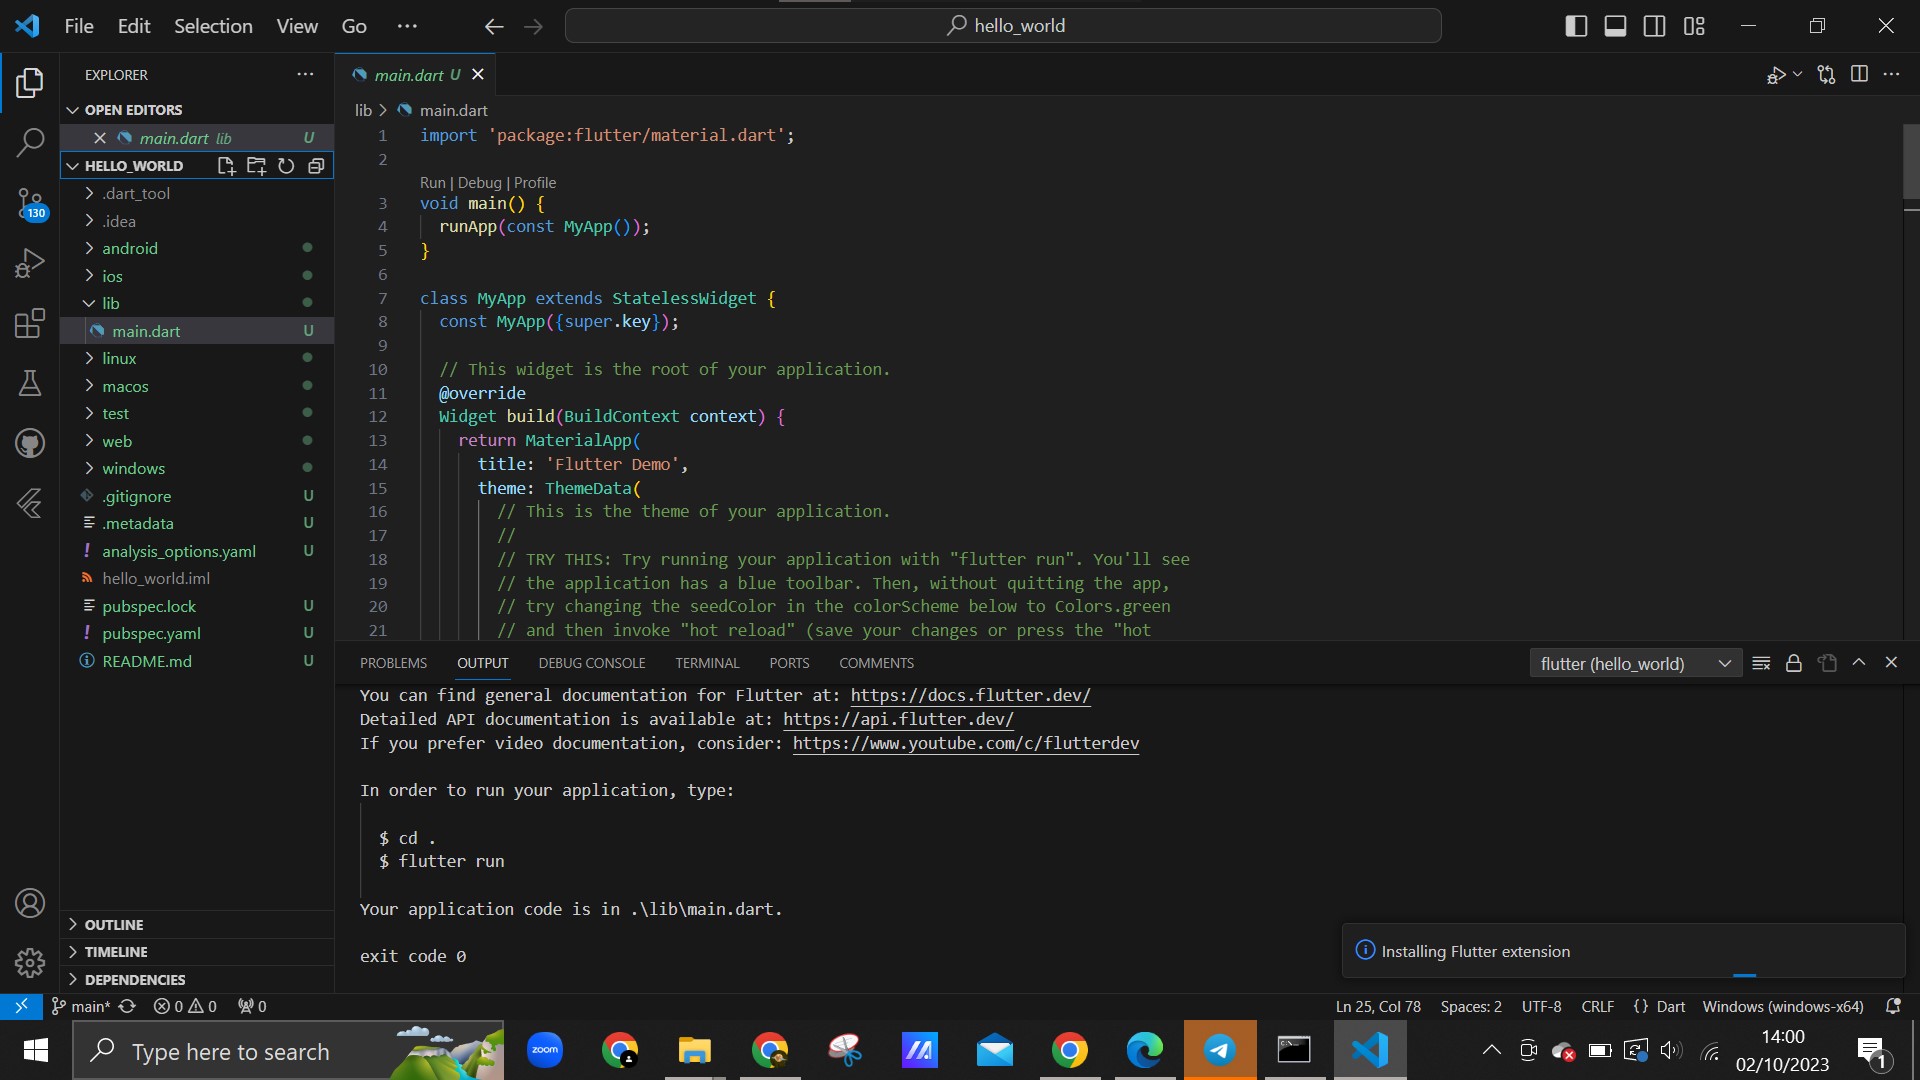 File Edit Selection View Go ···
hello_world
EXPLORER ···
OPEN EDITORS
main.dart lib U
HELLO_WORLD
.dart_tool
.idea
android
ios
lib
main.dart U
linux
macos
test
web
windows
.gitignore U
.metadata U
analysis_options.yaml U
hello_world.iml
pubspec.lock U
pubspec.yaml U
README.md U
OUTLINE
TIMELINE
DEPENDENCIES
130
main.dart U
lib > main.dart
1 import 'package:flutter/material.dart';
2
Run | Debug | Profile
3 void main() {
4 runApp(const MyApp());
5 }
6
7 class MyApp extends StatelessWidget {
8 const MyApp({super.key});
9
10 // This widget is the root of your application.
11 @override
12 Widget build(BuildContext context) {
13 return MaterialApp(
14 title: 'Flutter Demo',
15 theme: ThemeData(
16 // This is the theme of your application.
17 //
18 // TRY THIS: Try running your application with "flutter run". You'll see
19 // the application has a blue toolbar. Then, without quitting the app,
20 // try changing the seedColor in the colorScheme below to Colors.green
21 // and then invoke "hot reload" (save your changes or press the "hot
PROBLEMS OUTPUT DEBUG CONSOLE TERMINAL PORTS COMMENTS flutter (hello_world)
You can find general documentation for Flutter at: https://docs.flutter.dev/
Detailed API documentation is available at: https://api.flutter.dev/
If you prefer video documentation, consider: https://www.youtube.com/c/flutterdev
In order to run your application, type:
$ cd .
$ flutter run
Your application code is in .\lib\main.dart.
exit code 0
Installing Flutter extension
main* 0 0 0 Ln 25, Col 78 Spaces: 2 UTF-8 CRLF {} Dart Windows (windows-x64)
Type here to search
zoom
14:00
02/10/2023
1